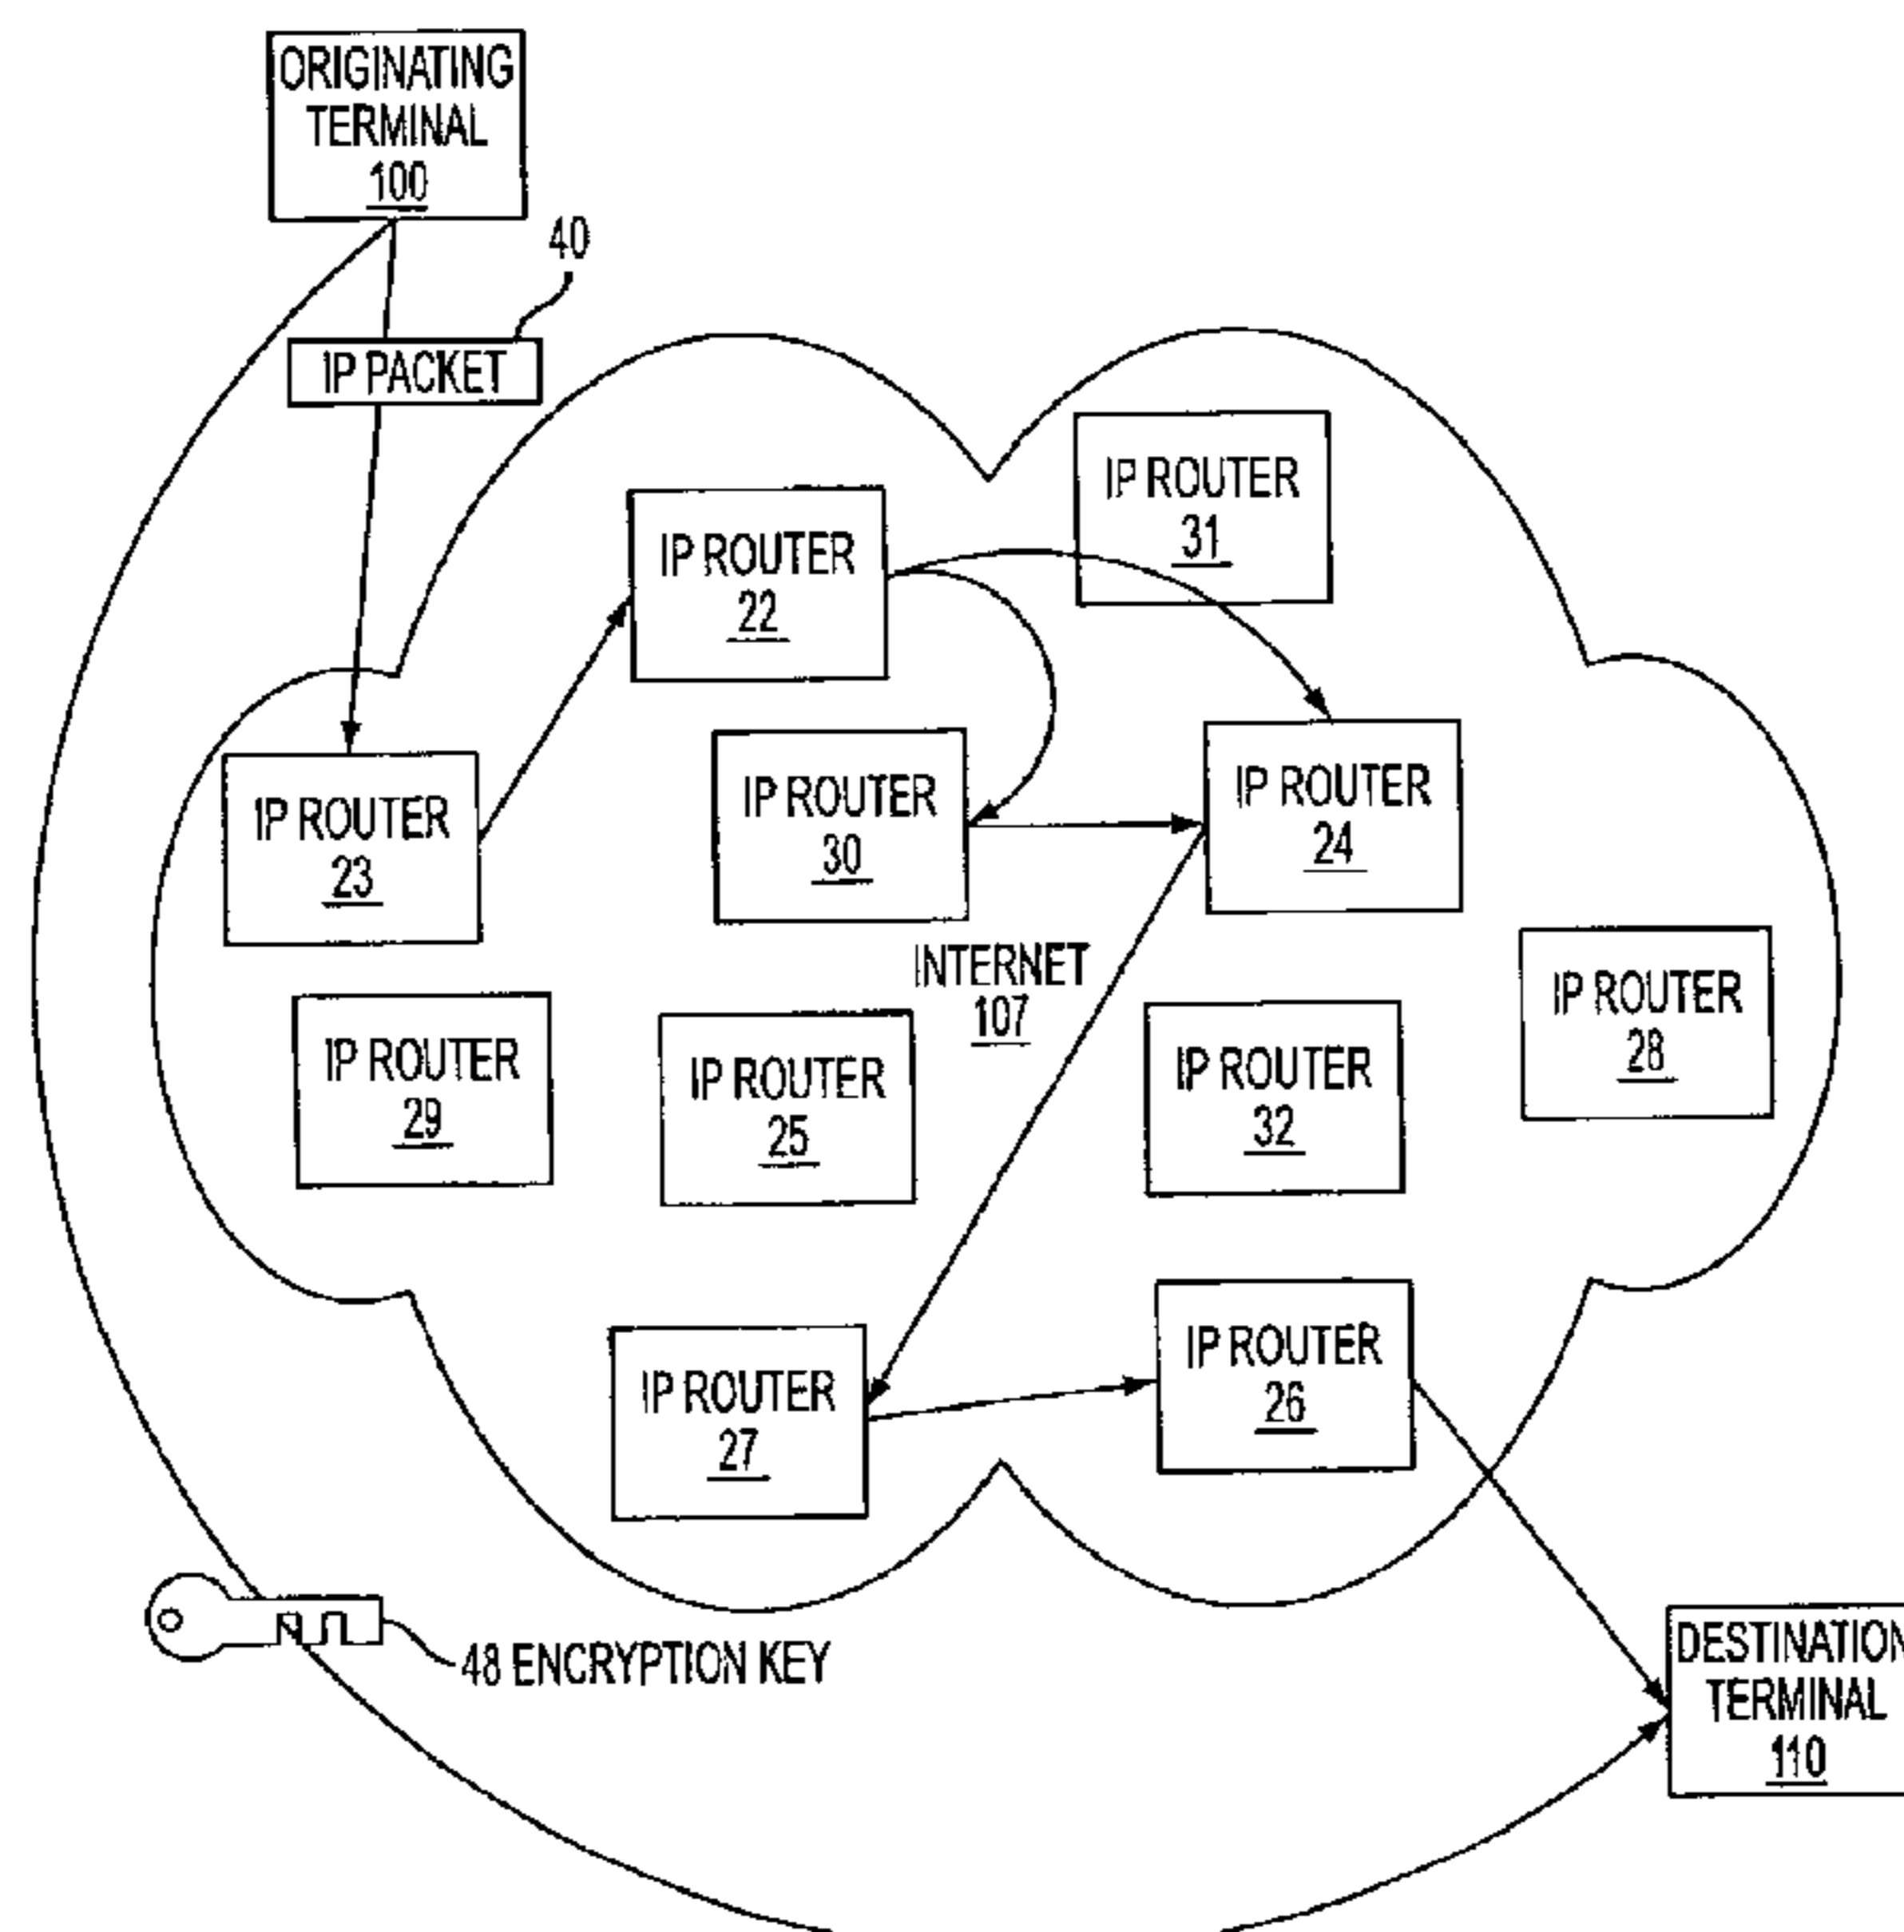 ORIGINATING
TERMINAL
100
40
IP PACKET
IP ROUTER
31
IP ROUTER
22
IP ROUTER
23
IP ROUTER
30
IP ROUTER
24
INTERNET
107
IP ROUTER
28
IP ROUTER
29
IP ROUTER
25
IP ROUTER
32
IP ROUTER
27
IP ROUTER
26
48 ENCRYPTION KEY
DESTINATION
TERMINAL
110